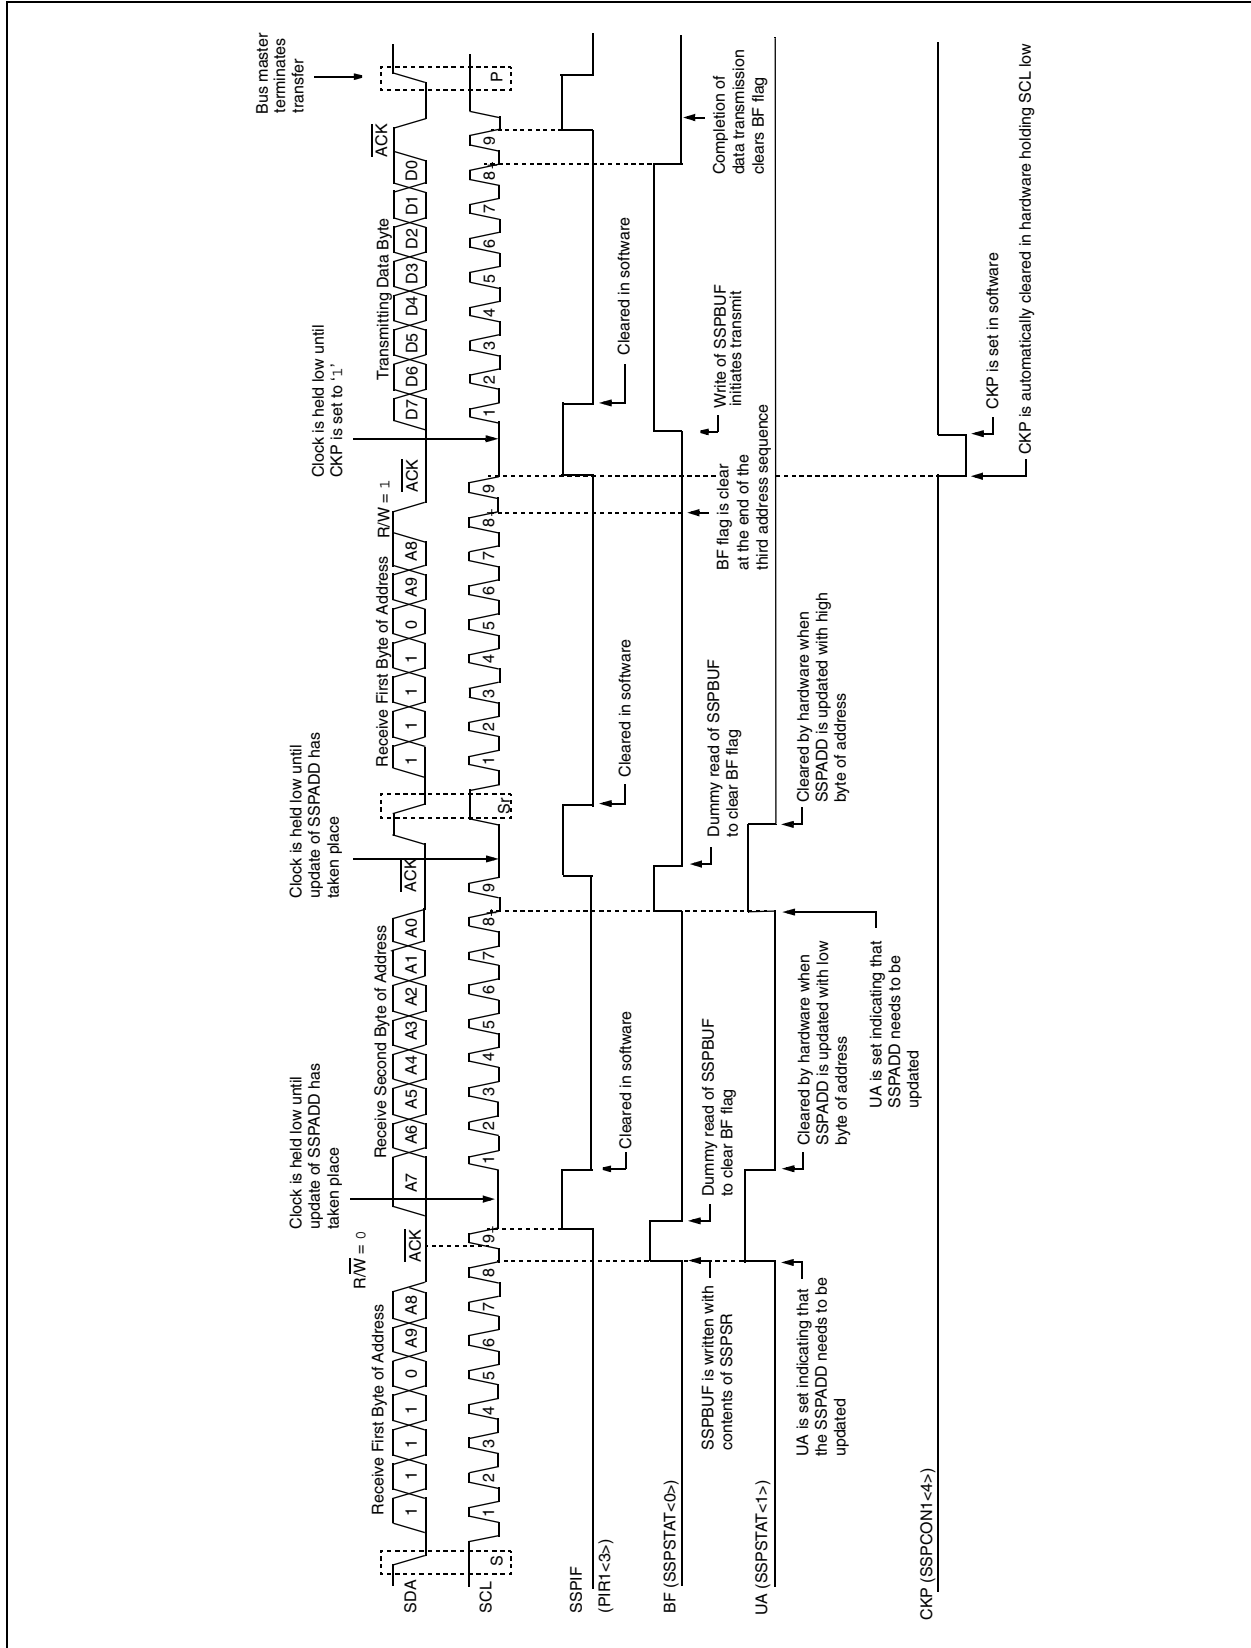 Bus master
terminates
transfer
Clock is held low until
CKP is set to ‘1’
Clock is held low until
update of SSPADD has
taken place
Clock is held low until
update of SSPADD has
taken place
R/W = 0
R/W = 1
Receive First Byte of Address
ACK
Receive Second Byte of Address
ACK
Receive First Byte of Address
ACK
Transmitting Data Byte
ACK
SDA
1 1 1 1 0 A9 A8
A7 A6 A5 A4 A3 A2 A1 A0
1 1 1 1 0 A9 A8
D7 D6 D5 D4 D3 D2 D1 D0
SCL
S
1 2 3 4 5 6 7 8 9
1 2 3 4 5 6 7 8 9
Sr
1 2 3 4 5 6 7 8 9
1 2 3 4 5 6 7 8 9
P
SSPIF
(PIR1<3>)
Cleared in software
Cleared in software
Cleared in software
BF (SSPSTAT<0>)
SSPBUF is written with
contents of SSPSR
Dummy read of SSPBUF
to clear BF flag
Dummy read of SSPBUF
to clear BF flag
BF flag is clear
at the end of the
third address sequence
Write of SSPBUF
initiates transmit
Completion of
data transmission
clears BF flag
UA (SSPSTAT<1>)
UA is set indicating that
the SSPADD needs to be
updated
Cleared by hardware when
SSPADD is updated with low
byte of address
UA is set indicating that
SSPADD needs to be
updated
Cleared by hardware when
SSPADD is updated with high
byte of address
CKP (SSPCON1<4>)
CKP is set in software
CKP is automatically cleared in hardware holding SCL low